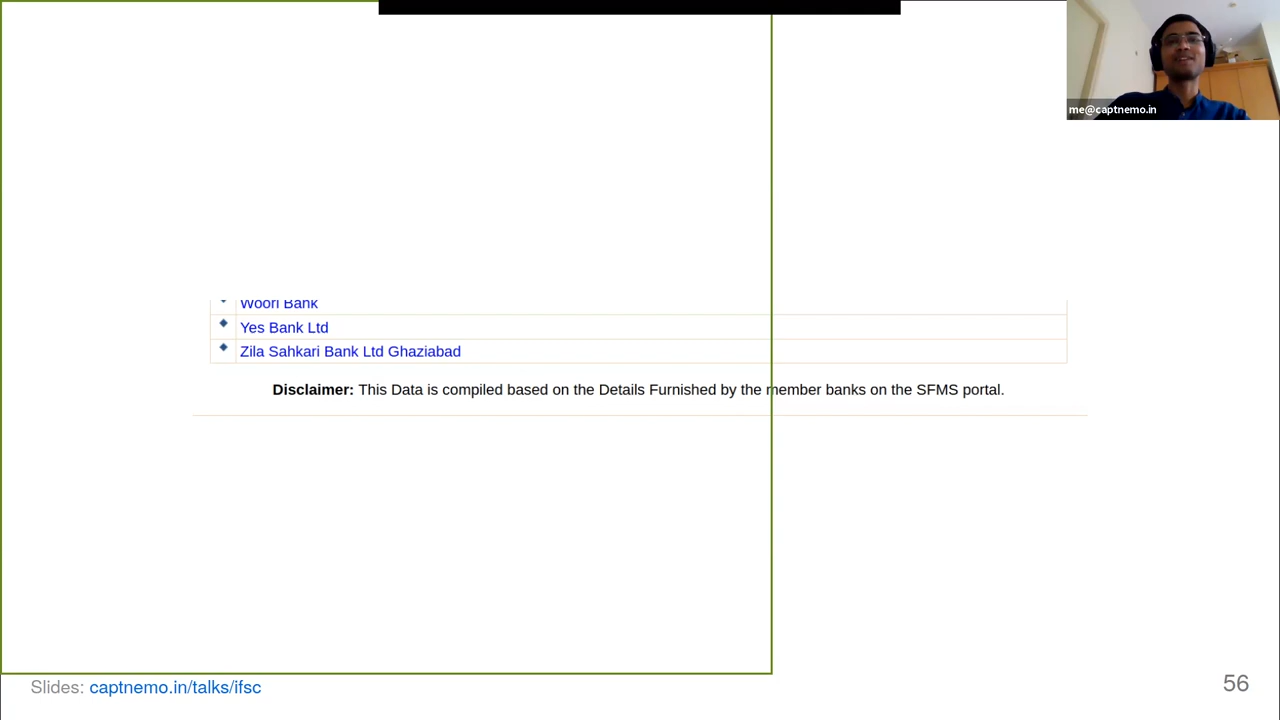 me@captnemo.in
Woori Bank
Yes Bank Ltd
Zila Sahkari Bank Ltd Ghaziabad
Disclaimer: This Data is compiled based on the Details Furnished by the member banks on the SFMS portal.
Slides: captnemo.in/talks/ifsc
56